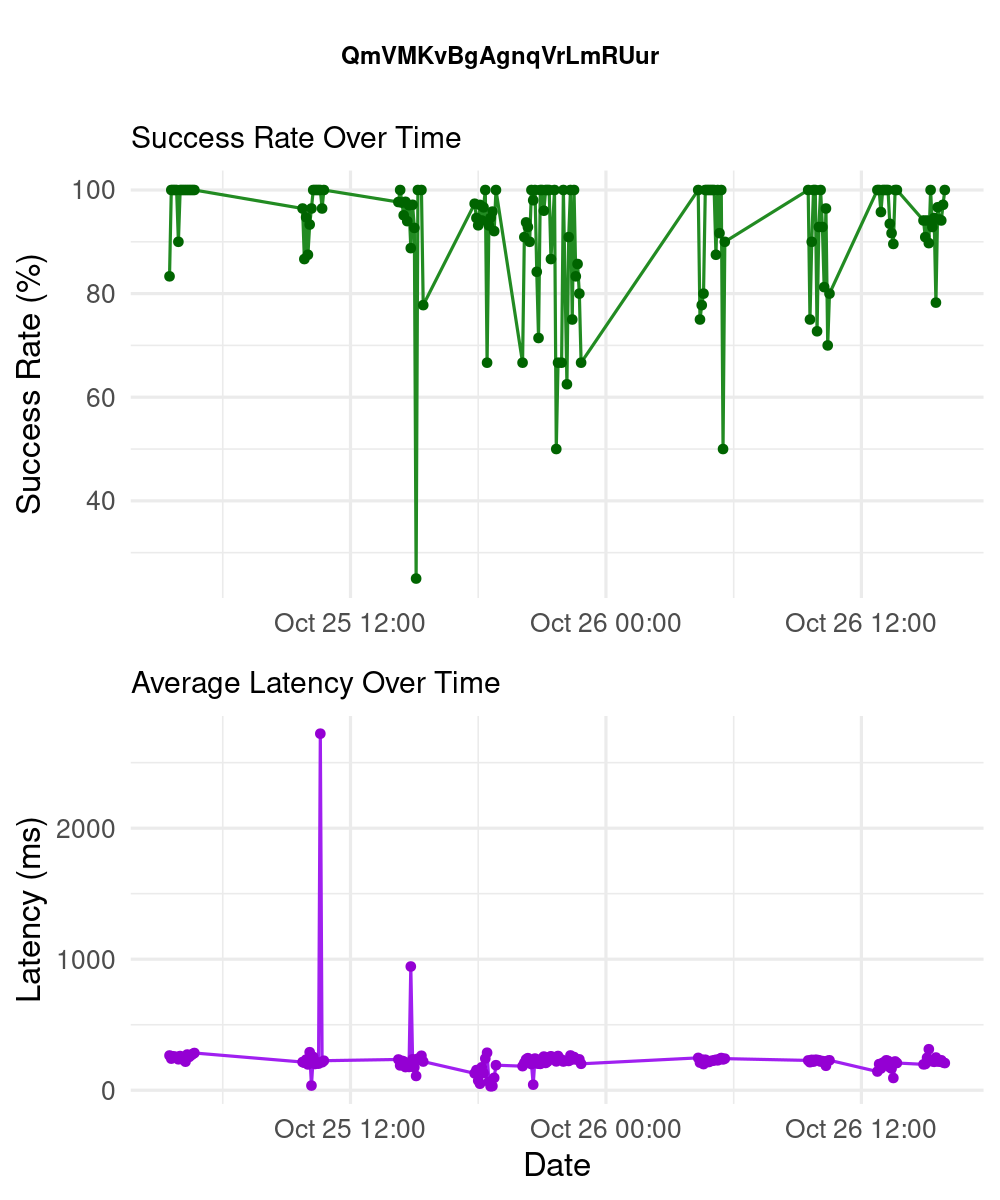 QmVMKvBgAgnqVrLmRUur
Success Rate Over Time
Success Rate (%)
100
80
60
40
Oct 25 12:00
Oct 26 00:00
Oct 26 12:00
Average Latency Over Time
Latency (ms)
2000
1000
0
Oct 25 12:00
Oct 26 00:00
Oct 26 12:00
Date